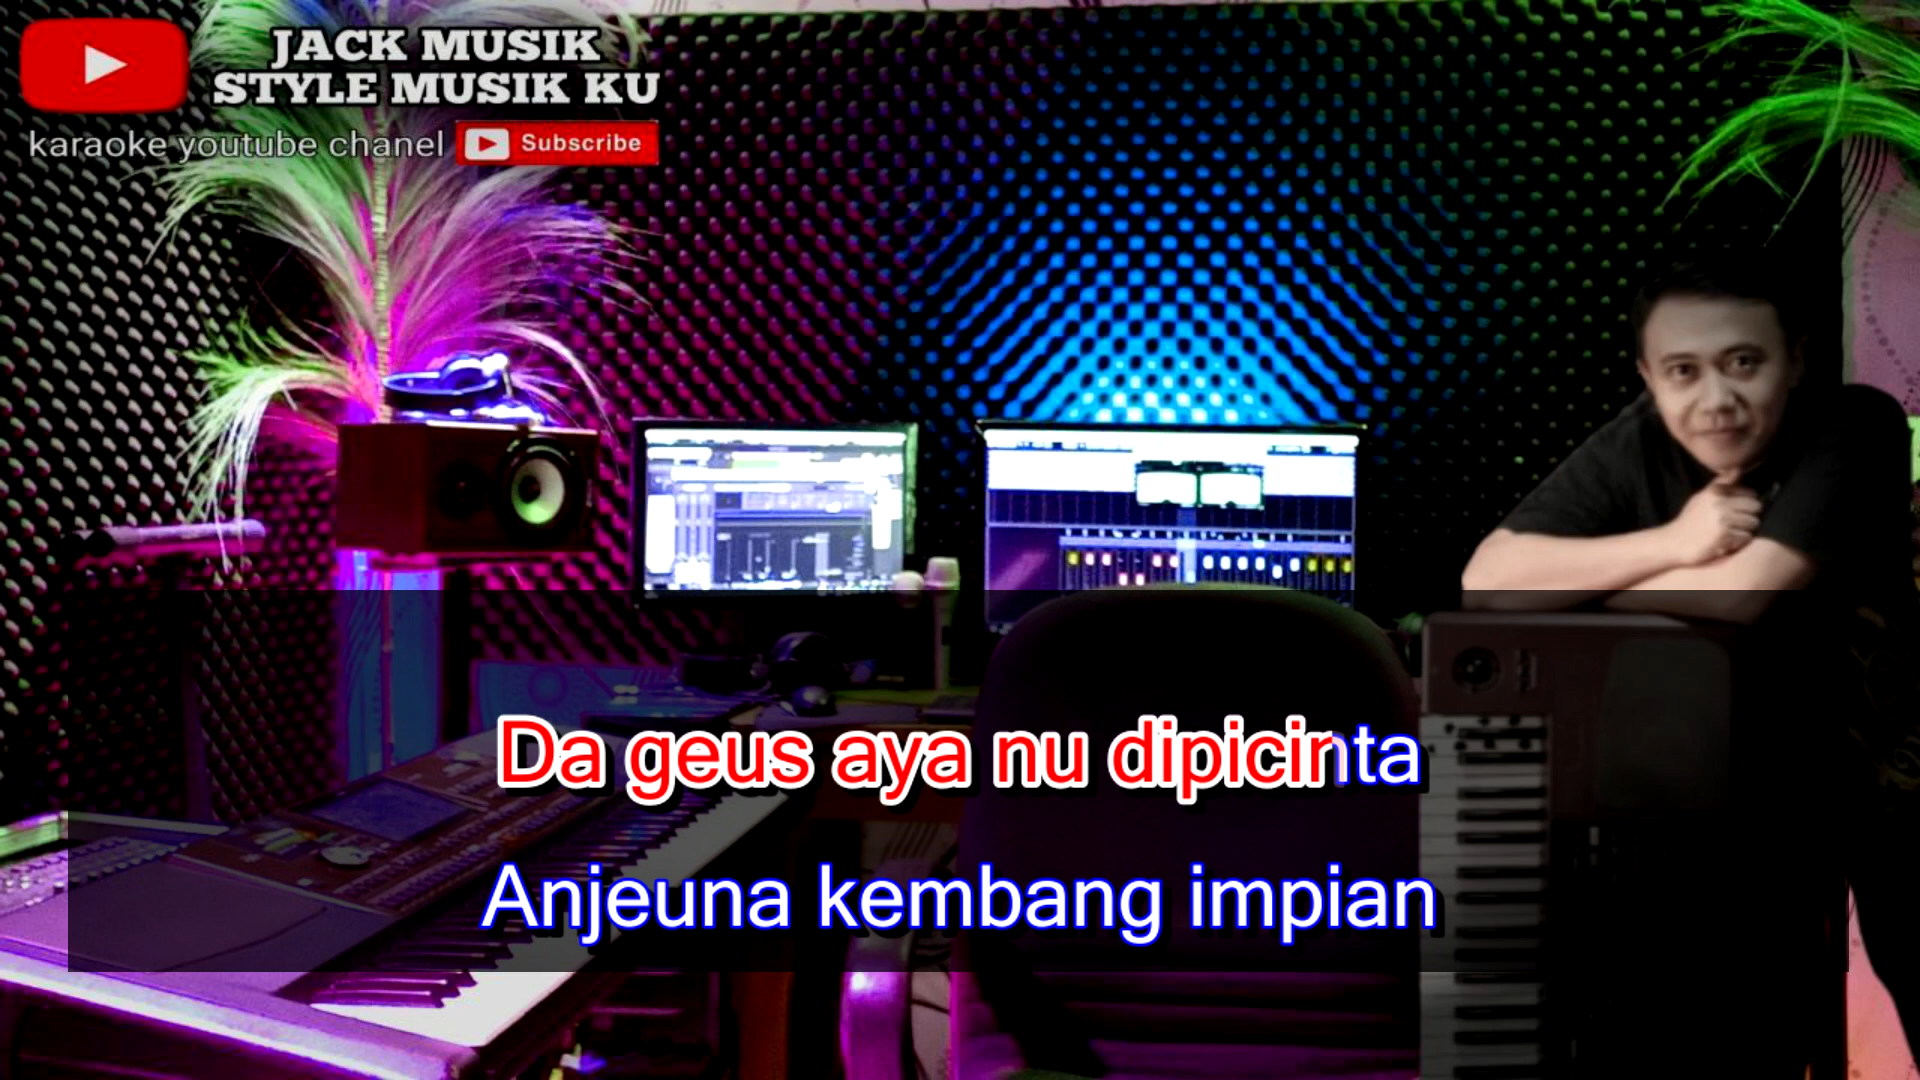 JACK MUSIK
STYLE MUSIK KU
karaoke youtube chanel Subscribe
Da geus aya nu dipicinta
Anjeuna kembang impian